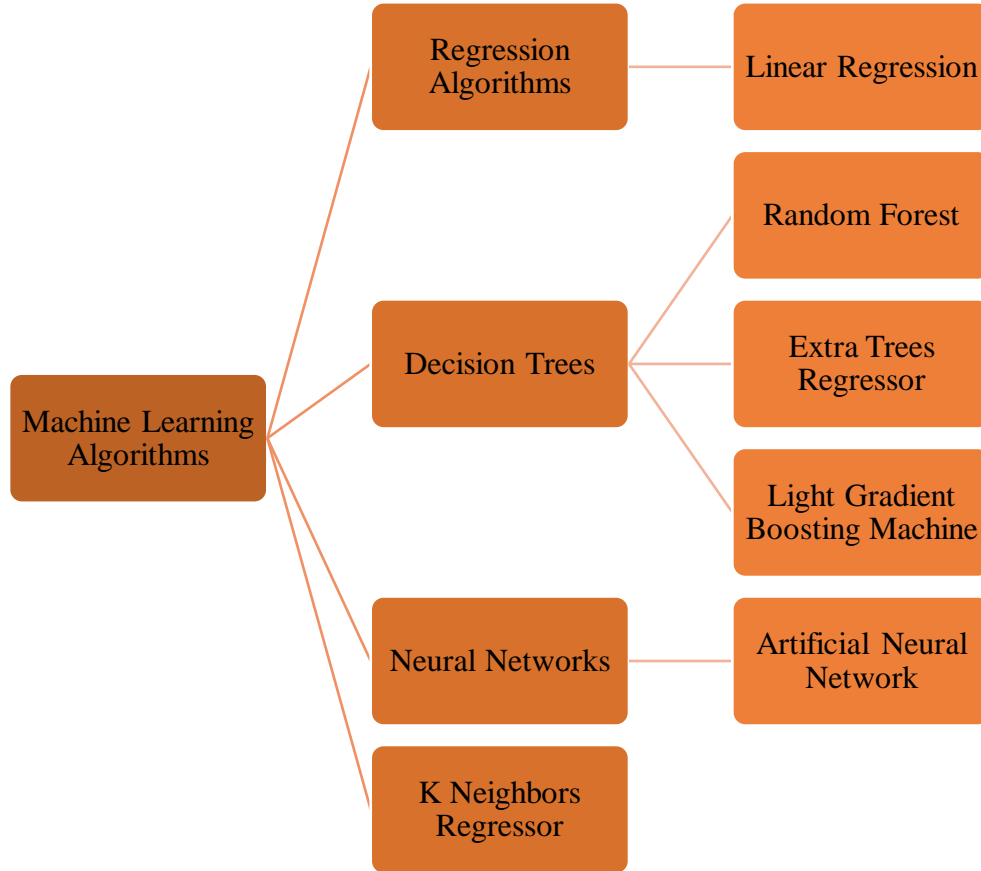 Regression
Algorithms
Linear Regression
Random Forest
Decision Trees
Extra Trees
Regressor
Machine Learning
Algorithms
Light Gradient
Boosting Machine
Neural Networks
Artificial Neural
Network
K Neighbors
Regressor